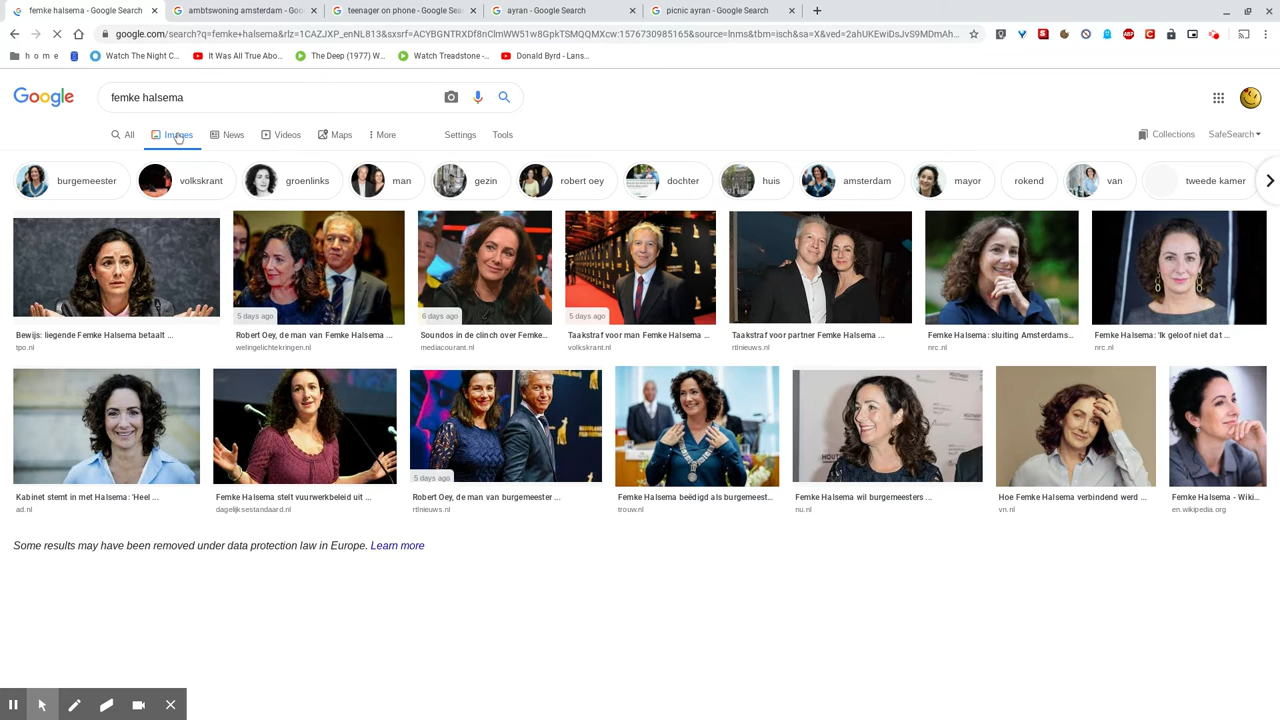 femke halsema - Google Search
ambtswoning amsterdam - Goo
teenager on phone - Google Sea
ayran - Google Search
picnic ayran - Google Search
google.com/search?q=femke+halsema&rlz=1CAZJXP_enNL813&sxsrf=ACYBGNTRXDf8nClmWW51w8GpkTSMQQMXcw:1576730985165&source=lnms&tbm=isch&sa=X&ved=2ahUKEwiDsJvS9MDmAh...
h o m e
Watch The Night C...
It Was All True Abo...
The Deep (1977) W...
Watch Treadstone -...
Donald Byrd - Lans...
Google
femke halsema
All
Images
News
Videos
Maps
More
Settings
Tools
Collections
SafeSearch
burgemeester
volkskrant
groenlinks
man
gezin
robert oey
dochter
huis
amsterdam
mayor
rokend
van
tweede kamer
5 days ago
6 days ago
5 days ago
Bewijs: liegende Femke Halsema betaalt ...
tpo.nl
Robert Oey, de man van Femke Halsema ...
welingelichtekringen.nl
Soundos in de clinch over Femke...
mediacourant.nl
Taakstraf voor man Femke Halsema ...
volkskrant.nl
Taakstraf voor partner Femke Halsema ...
rtlnieuws.nl
Femke Halsema: sluiting Amsterdams...
nrc.nl
Femke Halsema: 'Ik geloof niet dat ...
nrc.nl
5 days ago
Kabinet stemt in met Halsema: 'Heel ...
ad.nl
Femke Halsema stelt vuurwerkbeleid uit ...
dagelijksestandaard.nl
Robert Oey, de man van burgemeester ...
rtlnieuws.nl
Femke Halsema beëdigd als burgemeest...
trouw.nl
Femke Halsema wil burgemeesters ...
nu.nl
Hoe Femke Halsema verbindend werd ...
vn.nl
Femke Halsema - Wiki...
en.wikipedia.org
Some results may have been removed under data protection law in Europe. Learn more